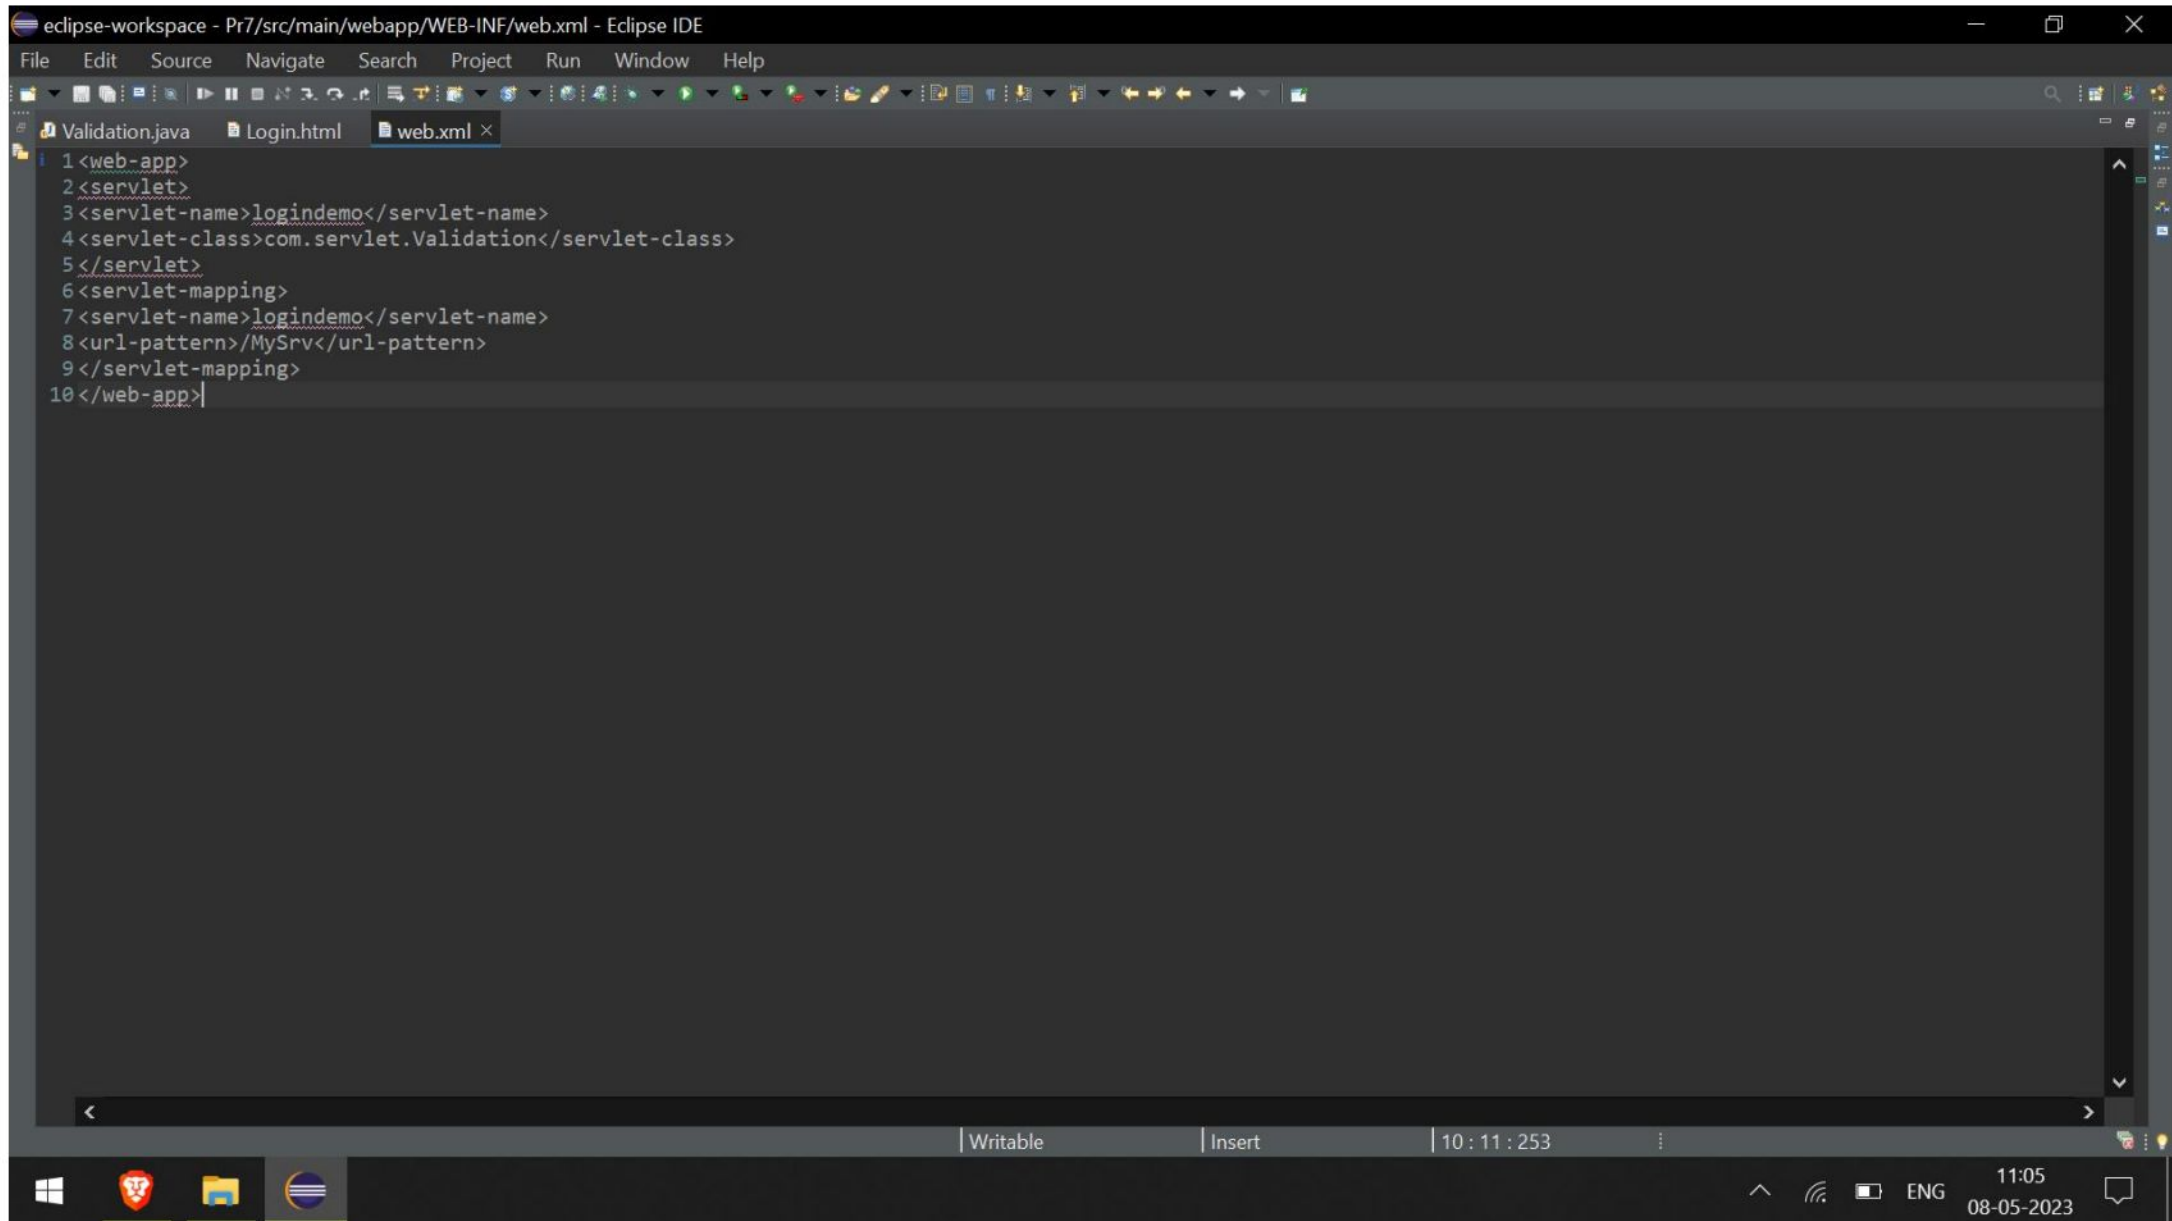 eclipse-workspace - Pr7/src/main/webapp/WEB-INF/web.xml - Eclipse IDE
File Edit Source Navigate Search Project Run Window Help
Validation.java Login.html web.xml
1 <web-app>
2 <servlet>
3 <servlet-name>logindemo</servlet-name>
4 <servlet-class>com.servlet.Validation</servlet-class>
5 </servlet>
6 <servlet-mapping>
7 <servlet-name>logindemo</servlet-name>
8 <url-pattern>/MySrv</url-pattern>
9 </servlet-mapping>
10 </web-app>
Writable Insert 10 : 11 : 253
ENG 11:05
08-05-2023